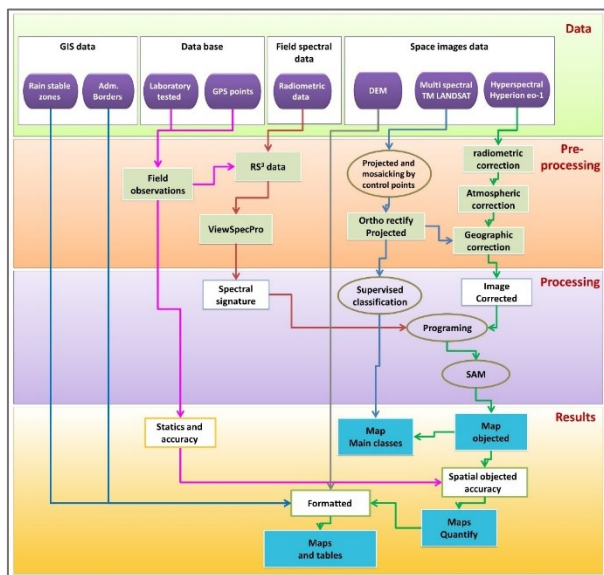 Data
GIS data
Data base
Field spectral
data
Space images data
Rain stable
zones
Adm.
Borders
Laboratory
tested
GPS points
Radiometric
data
DEM
Multi spectral
TM LANDSAT
Hyperspectral
Hyperion eo-1
Pre-
processing
Field
observations
RS³ data
Projected and
mosaicking by
control points
radiometric
correction
Atmospheric
correction
ViewSpecPro
Ortho rectify
Projected
Geographic
correction
Processing
Spectral
signature
Supervised
classification
Image
Corrected
Programing
SAM
Results
Statics and
accuracy
Map
Main classes
Map
objected
Spatial objected
accuracy
Formatted
Maps
Quantify
Maps
and tables